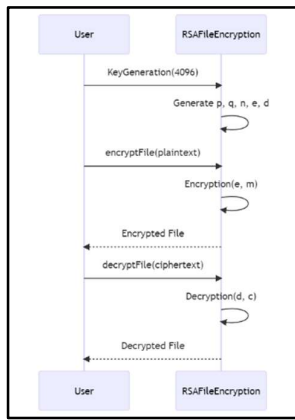 User RSAFileEncryption
KeyGeneration(4096)
Generate p, q, n, e, d
encryptFile(plaintext)
Encryption(e, m)
Encrypted File
decryptFile(ciphertext)
Decryption(d, c)
Decrypted File
User RSAFileEncryption